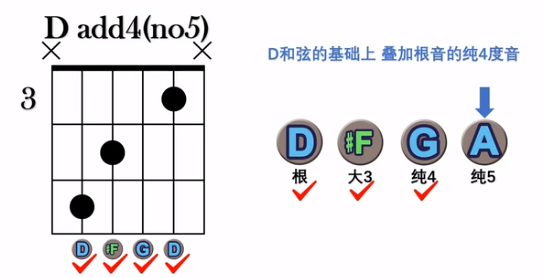 D add4(no5)
3
D #F G D
D和弦的基础上 叠加根音的纯4度音
D #F G A
根 大3 纯4 纯5